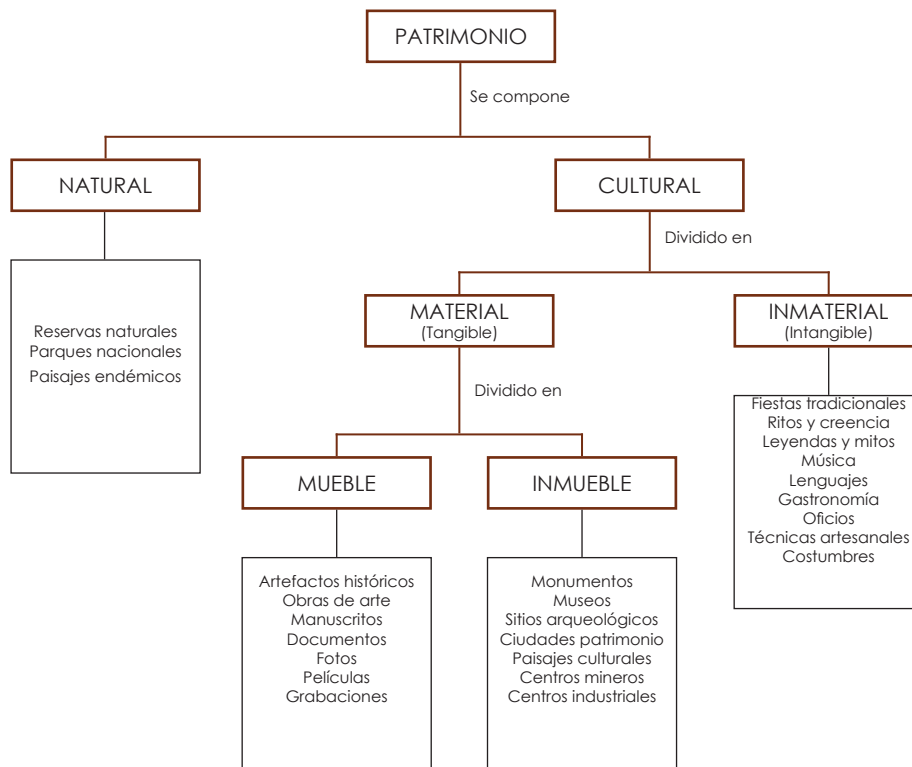 PATRIMONIO
Se compone
NATURAL
CULTURAL
Dividido en
Reservas naturales
Parques nacionales
Paisajes endémicos
MATERIAL
(Tangible)
INMATERIAL
(Intangible)
Dividido en
Fiestas tradicionales
Ritos y creencia
Leyendas y mitos
Música
Lenguajes
Gastronomía
Oficios
Técnicas artesanales
Costumbres
MUEBLE
INMUEBLE
Artefactos históricos
Obras de arte
Manuscritos
Documentos
Fotos
Películas
Grabaciones
Monumentos
Museos
Sitios arqueológicos
Ciudades patrimonio
Paisajes culturales
Centros mineros
Centros industriales